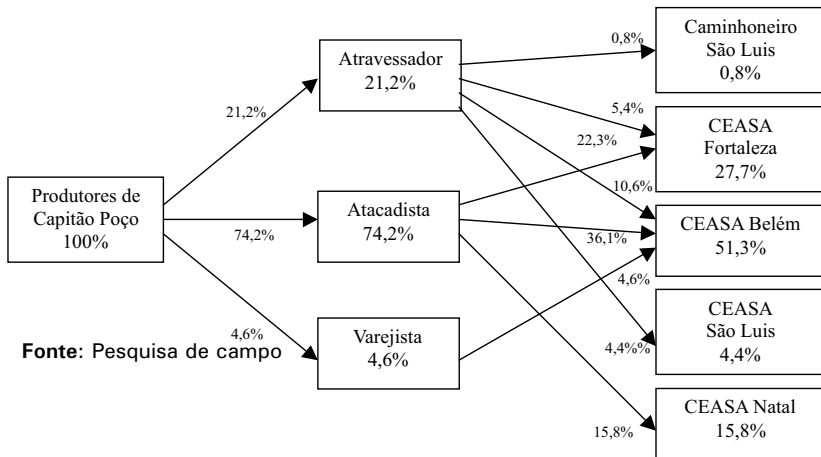 Produtores de
Capitão Poço
100%
21,2%
74,2%
4,6%
Atravessador
21,2%
Atacadista
74,2%
Varejista
4,6%
0,8%
5,4%
22,3%
10,6%
36,1%
4,6%
4,4%%
15,8%
Caminhoneiro
São Luis
0,8%
CEASA
Fortaleza
27,7%
CEASA Belém
51,3%
CEASA
São Luis
4,4%
CEASA Natal
15,8%
Fonte: Pesquisa de campo